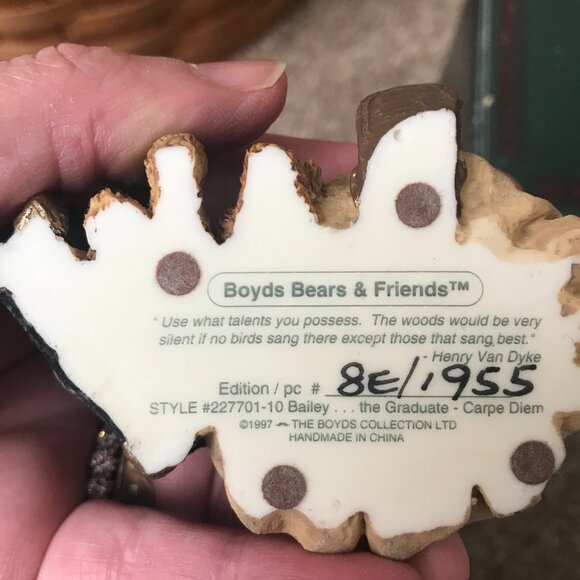 Boyds Bears & Friends™
"Use what talents you possess. The woods would be very
silent if no birds sang there except those that sang best."
- Henry Van Dyke
Edition / pc # 8E/1955
STYLE #227701-10 Bailey . . . the Graduate - Carpe Diem
©1997 THE BOYDS COLLECTION LTD
HANDMADE IN CHINA